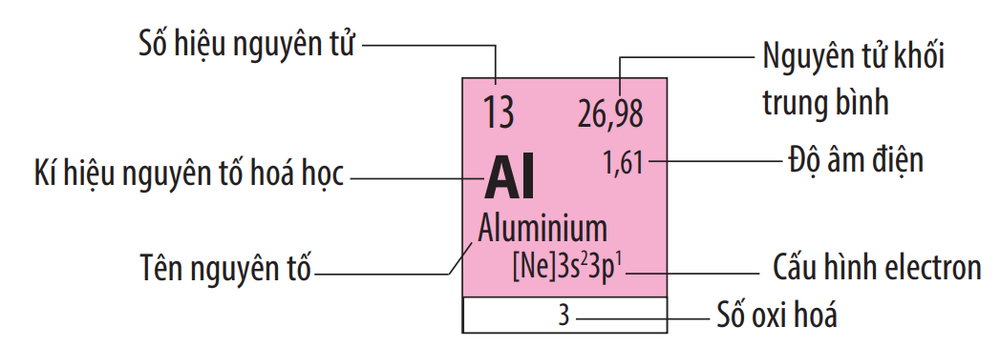 Số hiệu nguyên tử
Nguyên tử khối
trung bình
13
26,98
1,61
Độ âm điện
Kí hiệu nguyên tố hoá học
Al
Aluminium
[Ne]3s²3p¹
Tên nguyên tố
Cấu hình electron
3
Số oxi hoá